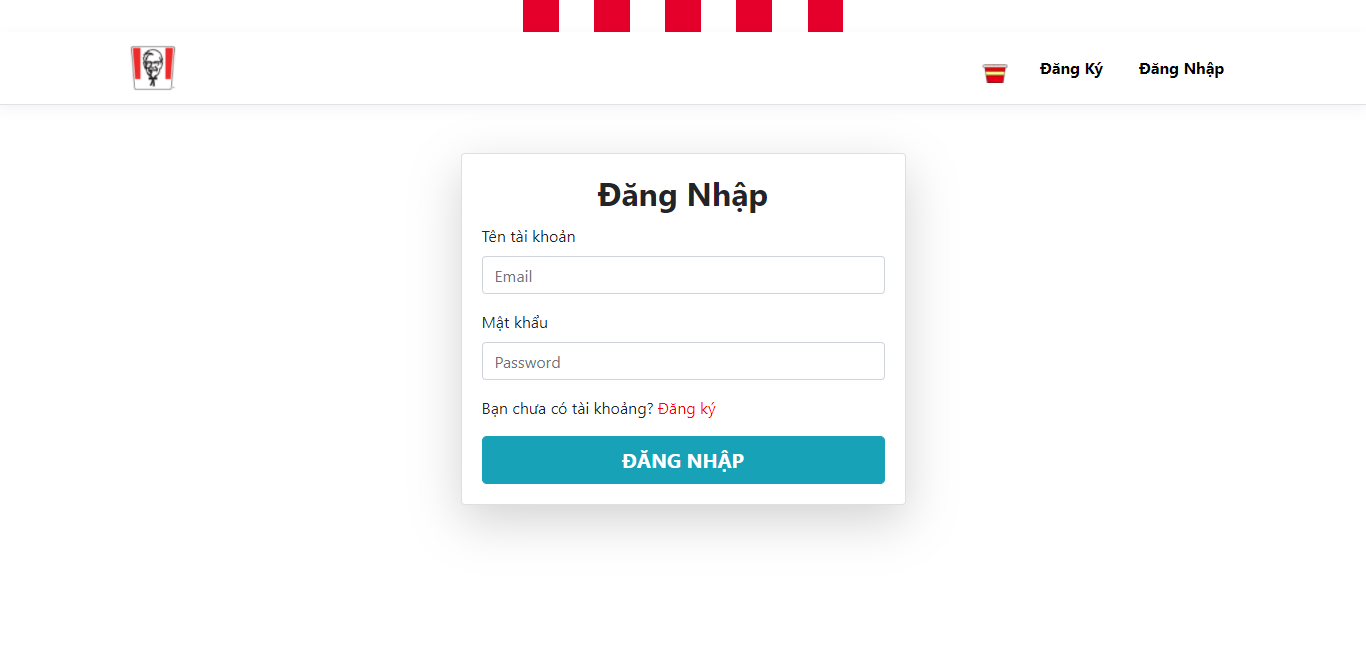 Đăng Ký Đăng Nhập
Đăng Nhập
Tên tài khoản
Email
Mật khẩu
Password
Bạn chưa có tài khoảng? Đăng ký
ĐĂNG NHẬP